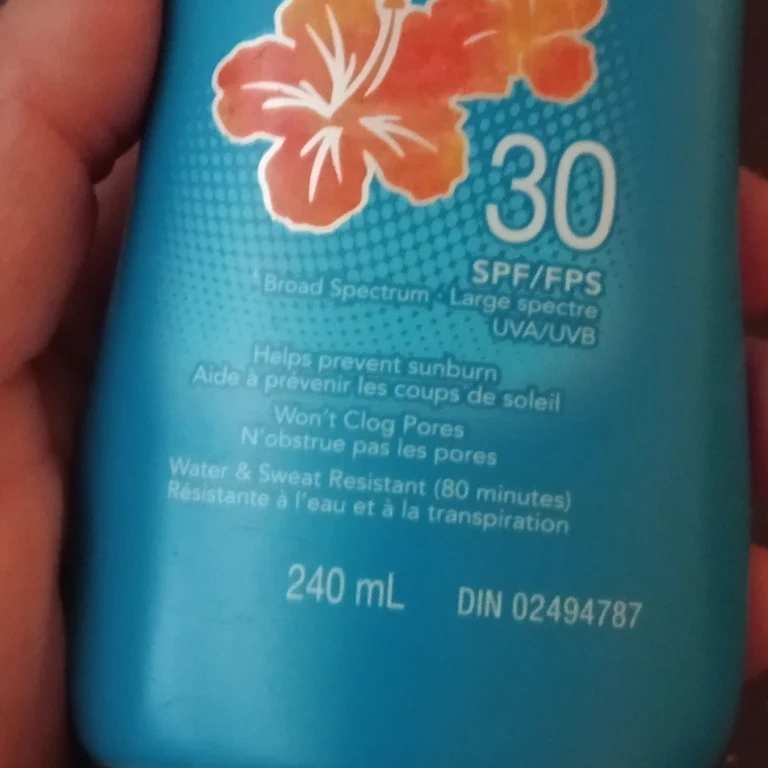 30
SPF/FPS
Broad Spectrum · Large spectre
UVA/UVB
Helps prevent sunburn
Aide à prévenir les coups de soleil
Won't Clog Pores
N'obstrue pas les pores
Water & Sweat Resistant (80 minutes)
Résistante à l'eau et à la transpiration
240 mL DIN 02494787